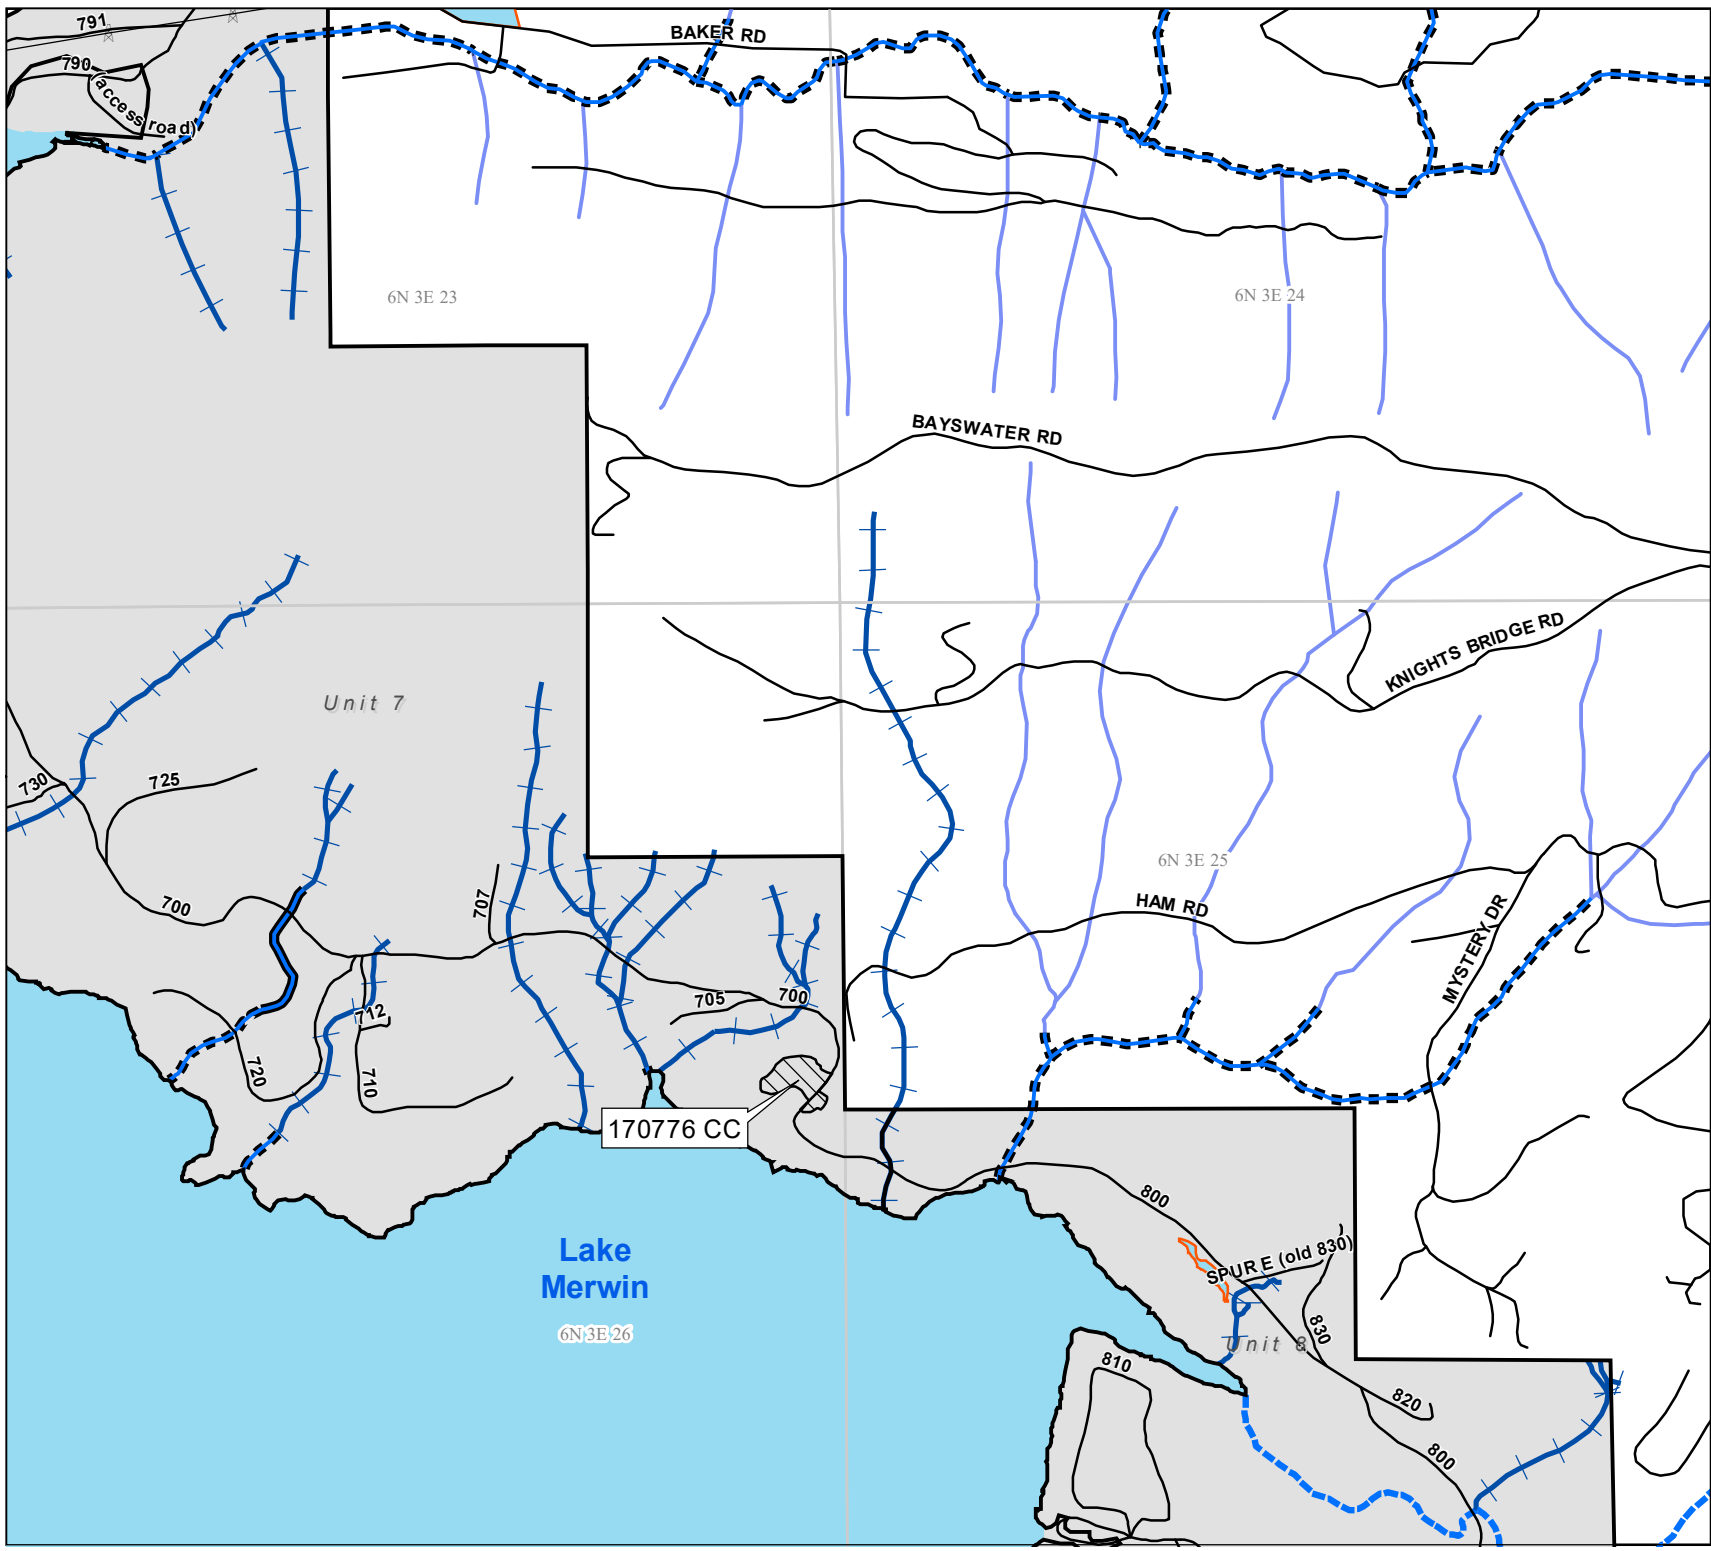 791
BAKER RD
790
(access road)
6N 3E 23
6N 3E 24
BAYSWATER RD
KNIGHTS BRIDGE RD
Unit 7
730
725
6N 3E 25
700
707
HAM RD
MYSTERY DR
705
700
712
720
710
170776 CC
800
Lake
Merwin
SPUR E (old 830)
6N 3E 26
830
Unit 8
810
820
800